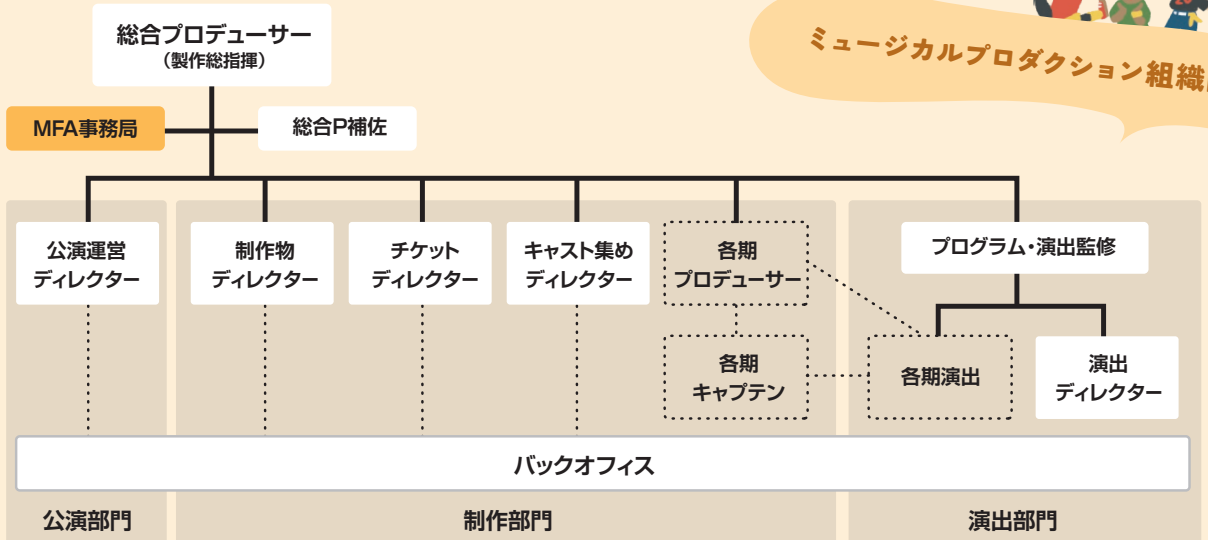 総合プロデューサー
（製作総指揮）
ミュージカルプロダクション組織
MFA事務局
総合P補佐
公演運営
ディレクター
制作物
ディレクター
チケット
ディレクター
キャスト集め
ディレクター
各期
プロデューサー
プログラム・演出監修
各期
キャプテン
各期演出
演出
ディレクター
バックオフィス
公演部門
制作部門
演出部門